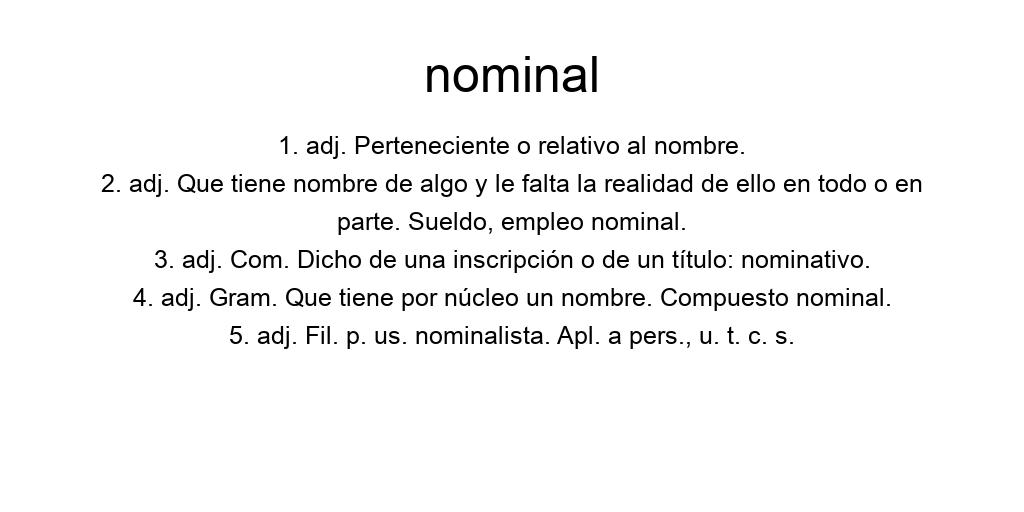 nominal
1. adj. Perteneciente o relativo al nombre.
2. adj. Que tiene nombre de algo y le falta la realidad de ello en todo o en
parte. Sueldo, empleo nominal.
3. adj. Com. Dicho de una inscripción o de un título: nominativo.
4. adj. Gram. Que tiene por núcleo un nombre. Compuesto nominal.
5. adj. Fil. p. us. nominalista. Apl. a pers., u. t. c. s.